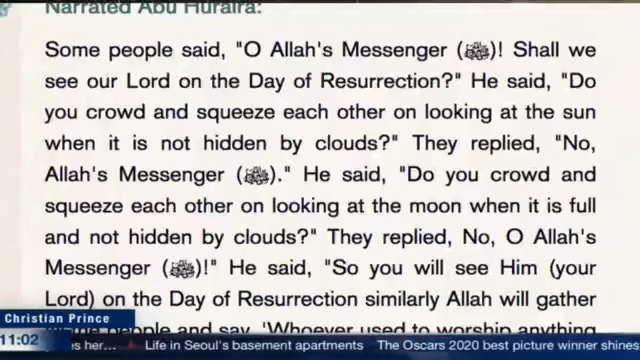 Narrated Abu Huraira:
Some people said, "O Allah's Messenger (ﷺ)! Shall we
see our Lord on the Day of Resurrection?" He said, "Do
you crowd and squeeze each other on looking at the sun
when it is not hidden by clouds?" They replied, "No,
Allah's Messenger (ﷺ)." He said, "Do you crowd and
squeeze each other on looking at the moon when it is full
and not hidden by clouds?" They replied, No, O Allah's
Messenger (ﷺ)!" He said, "So you will see Him (your
Lord) on the Day of Resurrection similarly Allah will gather
people and say, 'Whoever used to worship anything
Christian Prince
11:02
her... Life in Seoul's basement apartments The Oscars 2020 best picture winner shines